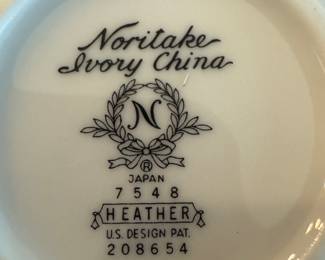 Noritake
Ivory China
N
®
JAPAN
7548
HEATHER
U.S. DESIGN PAT.
208654